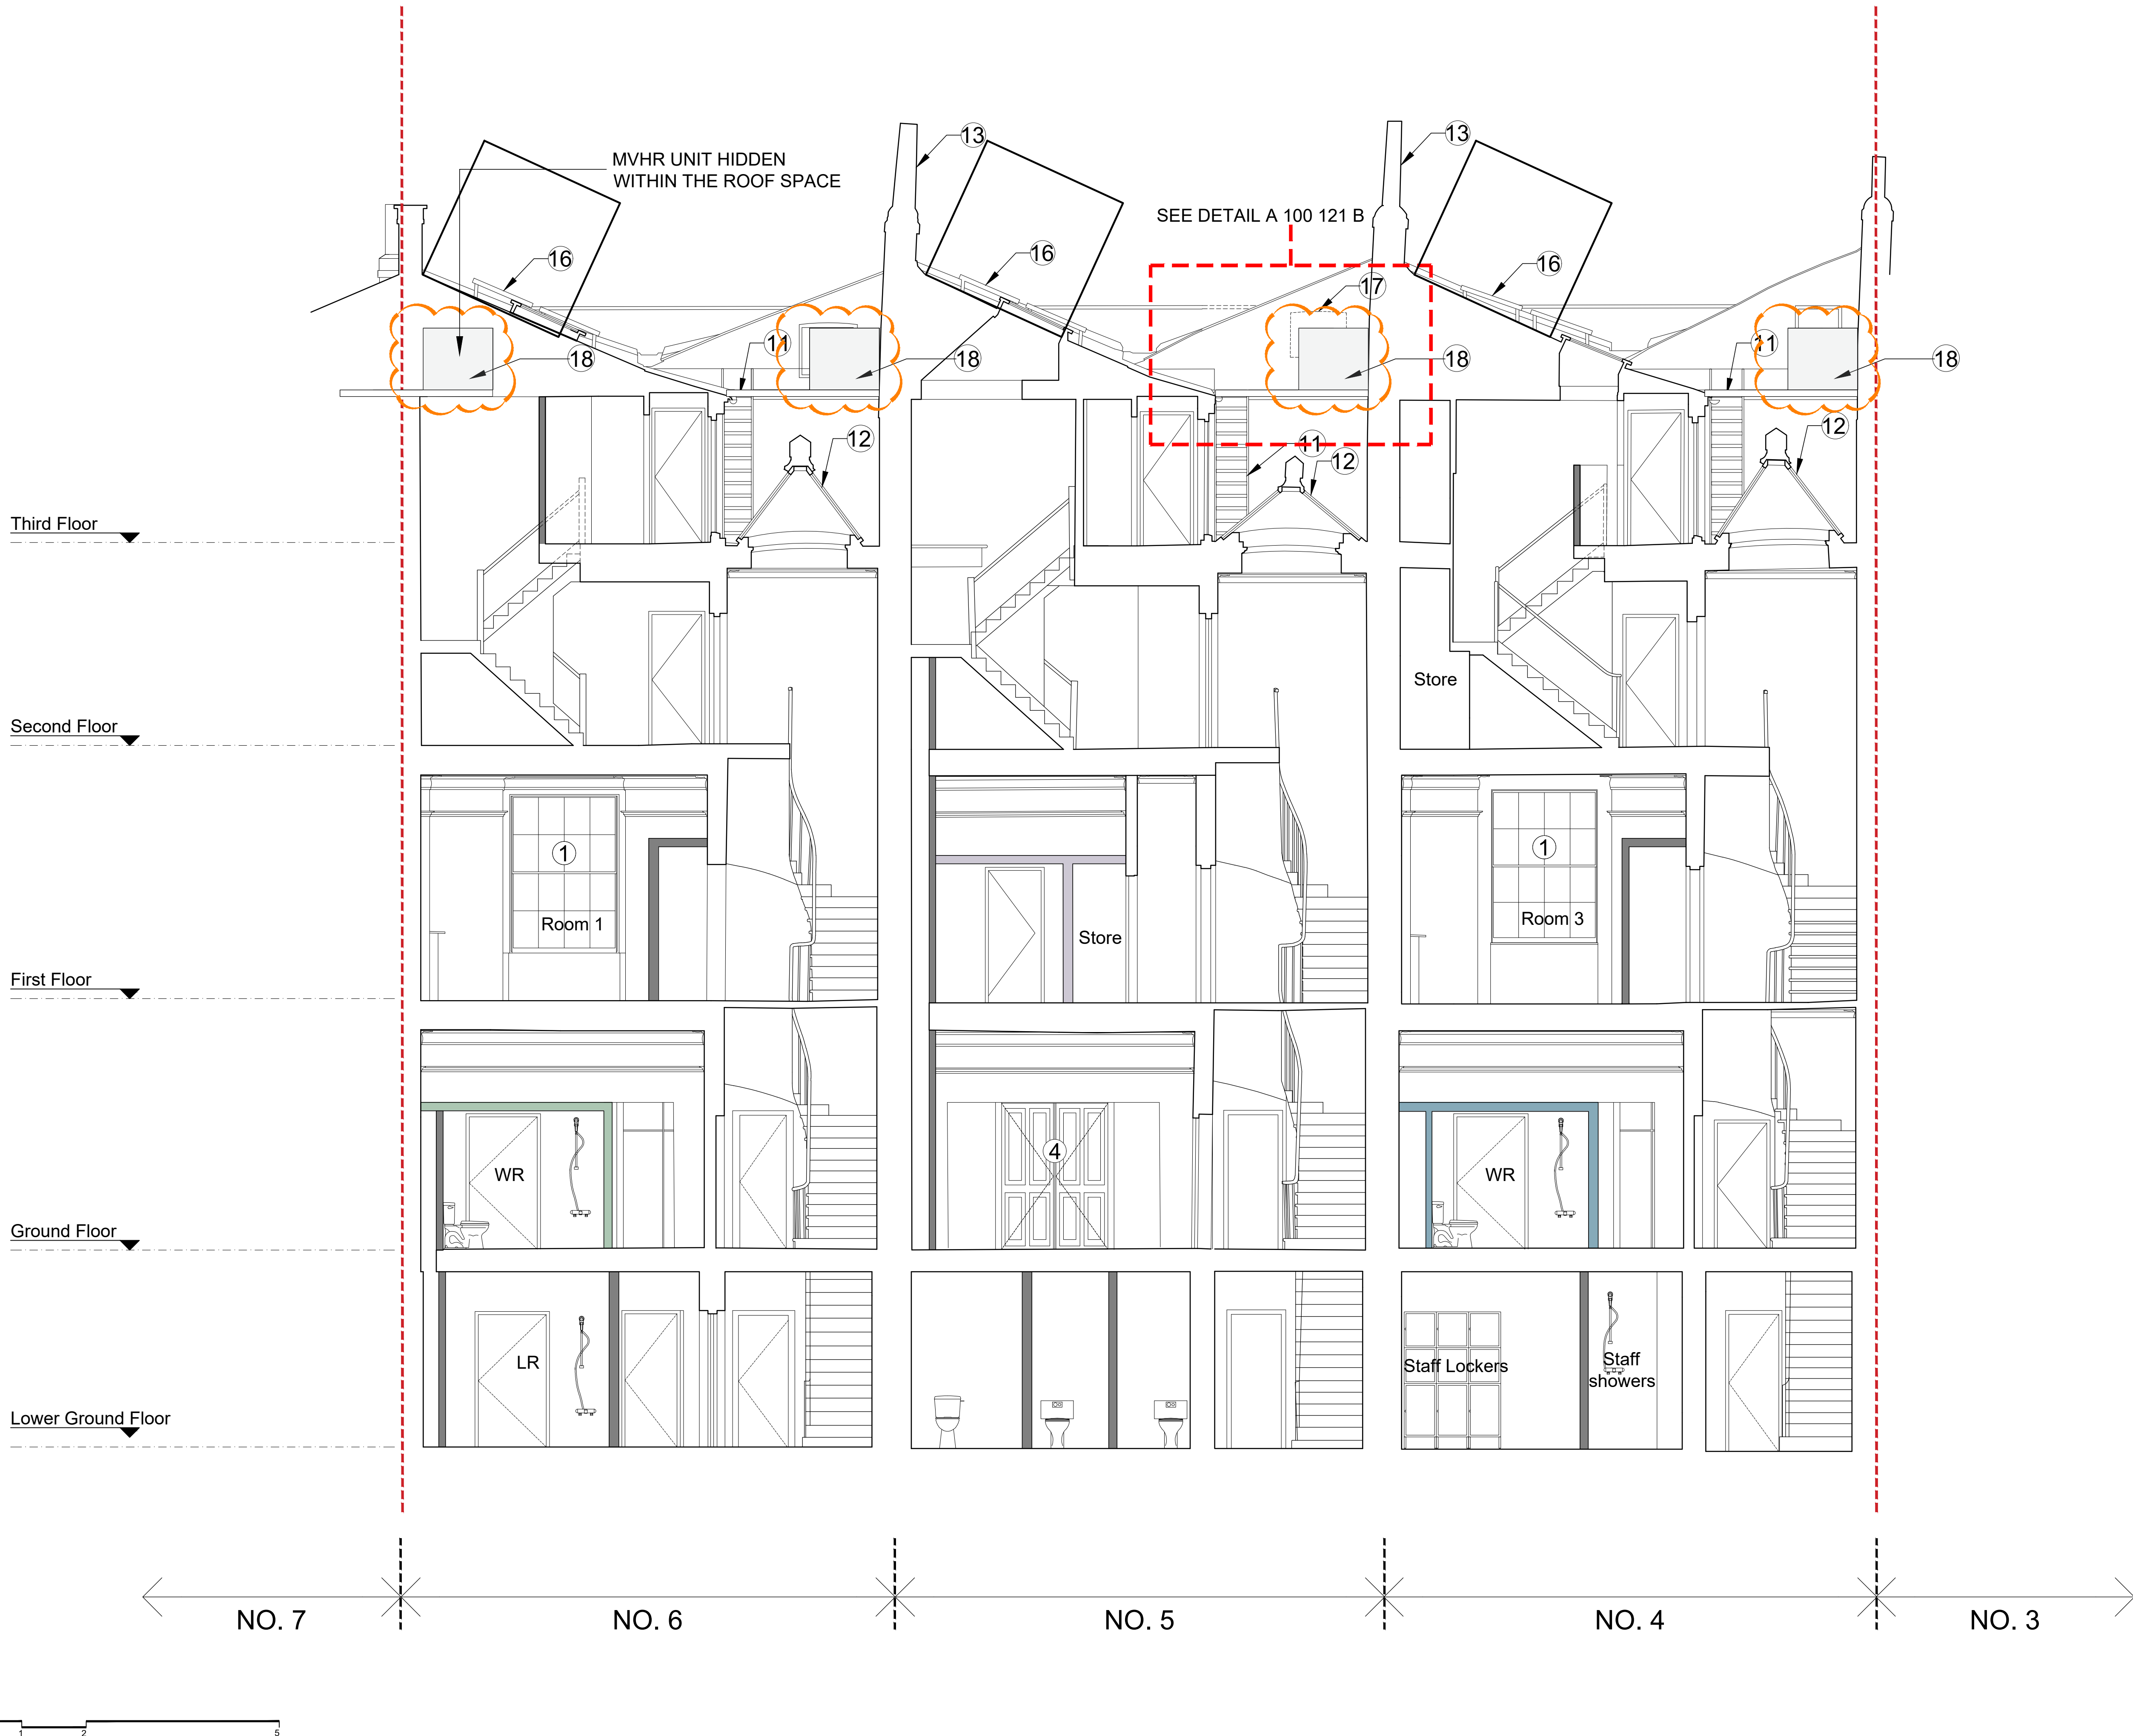 13
13
MVHR UNIT HIDDEN
WITHIN THE ROOF SPACE
SEE DETAIL A 100 121 B
16
16
16
17
11
11
18
18
18
18
12
11
12
12
Third Floor
Store
Second Floor
1
1
Room 1
Store
Room 3
First Floor
4
WR
WR
Ground Floor
LR
Staff Lockers
Staff
showers
Lower Ground Floor
NO. 7
NO. 6
NO. 5
NO. 4
NO. 3
1
2
5